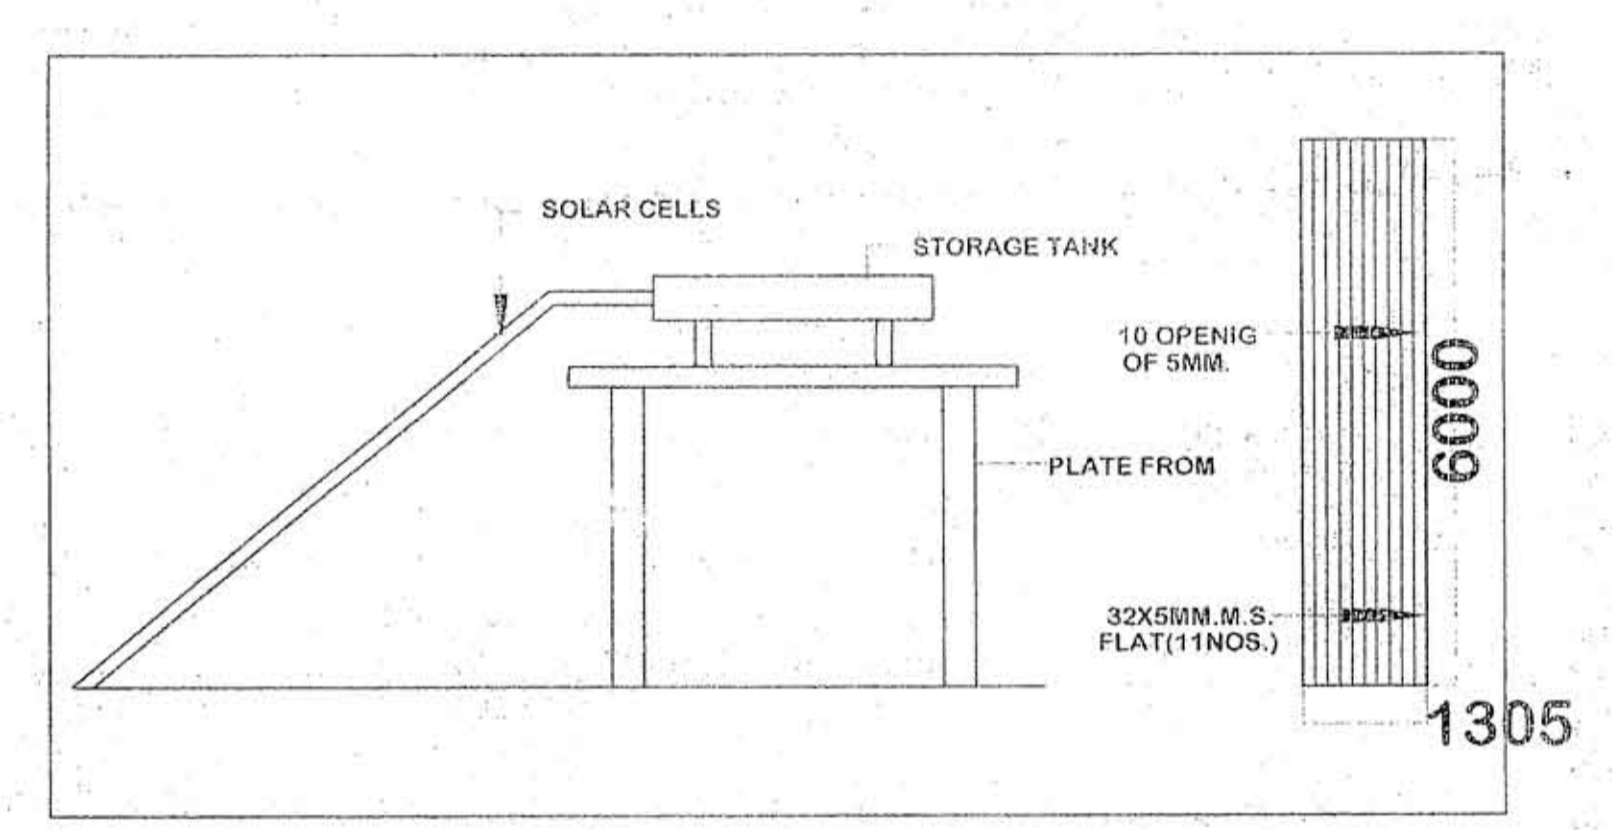 SOLAR CELLS
STORAGE TANK
10 OPENIG
OF 5MM.
6000
PLATE FROM
32X5MM.M.S.
FLAT(11NOS.)
1305